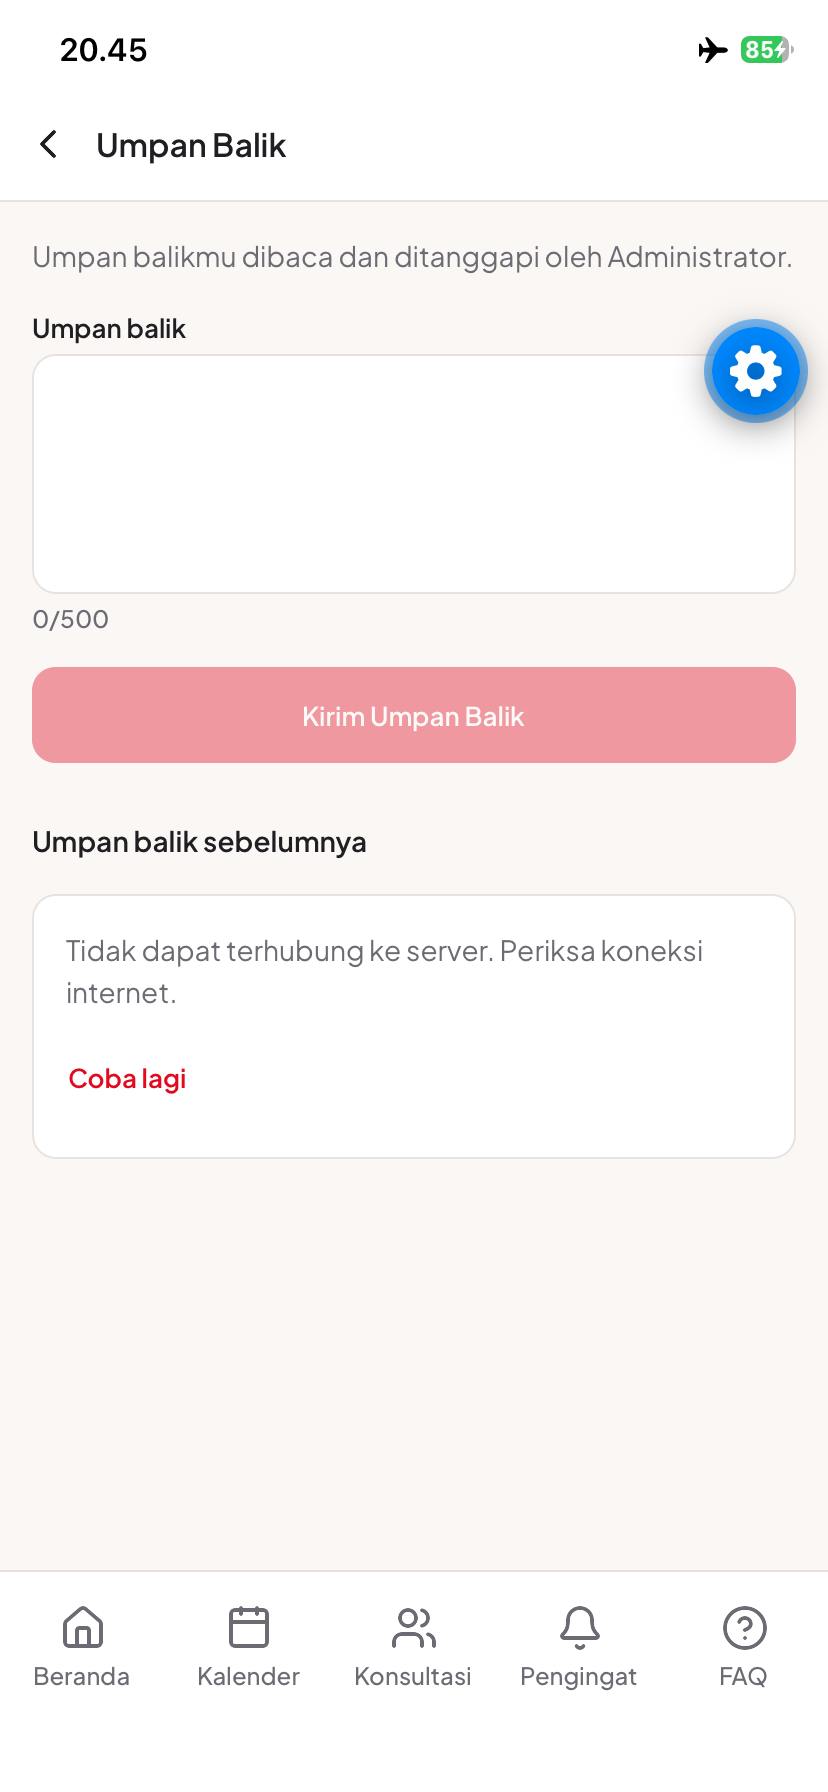 20.45
85
Umpan Balik
Umpan balikmu dibaca dan ditanggapi oleh Administrator.
Umpan balik
0/500
Kirim Umpan Balik
Umpan balik sebelumnya
Tidak dapat terhubung ke server. Periksa koneksi
internet.
Coba lagi
Beranda
Kalender
Konsultasi
Pengingat
FAQ